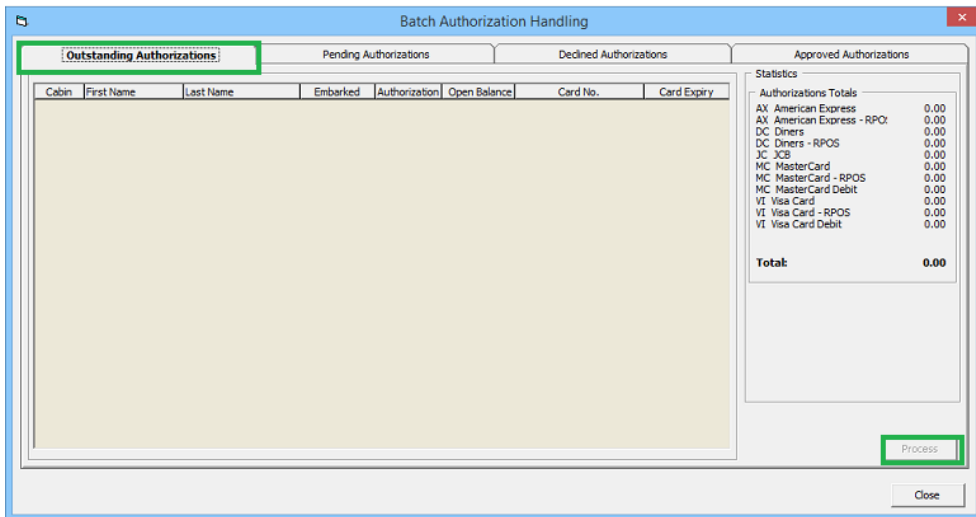 Batch Authorization Handling
Outstanding Authorizations
Pending Authorizations
Declined Authorizations
Approved Authorizations
Cabin First Name Last Name Embarked Authorization Open Balance Card No. Card Expiry
Statistics
Authorizations Totals
AX American Express 0.00
AX American Express - RPO: 0.00
DC Diners 0.00
DC Diners - RPOS 0.00
JC JCB 0.00
MC MasterCard 0.00
MC MasterCard - RPOS 0.00
MC MasterCard Debit 0.00
VI Visa Card 0.00
VI Visa Card - RPOS 0.00
VI Visa Card Debit 0.00
Total: 0.00
Process
Close